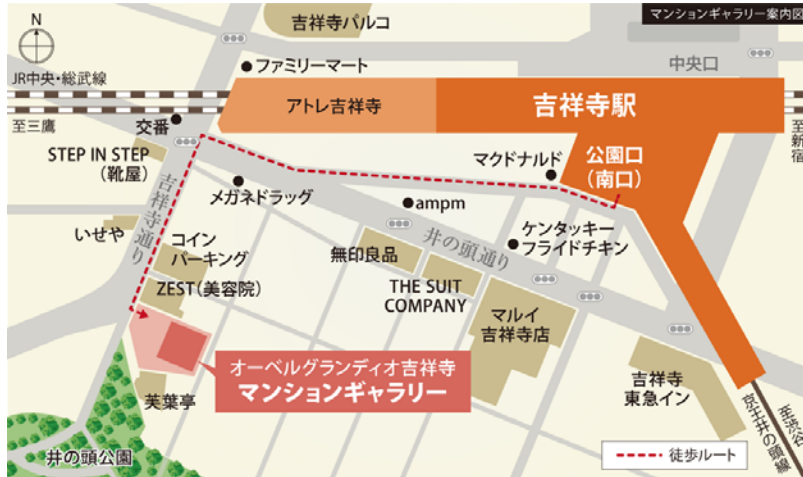 マンションギャラリー案内図
N
吉祥寺パルコ
ファミリーマート
中央口
JR中央・総武線
アトレ吉祥寺
吉祥寺駅
至三鷹
交番
至新宿
STEP IN STEP
(靴屋)
マクドナルド
公園口
(南口)
メガネドラッグ
ampm
吉祥寺通り
いせや
コイン
パーキング
井の頭通り
ケンタッキー
フライドチキン
無印良品
ZEST(美容院)
THE SUIT
COMPANY
マルイ
吉祥寺店
オーベルグランディオ吉祥寺
マンションギャラリー
芙葉亭
吉祥寺
東急イン
京王井の頭線
至渋谷
井の頭公園
徒歩ルート